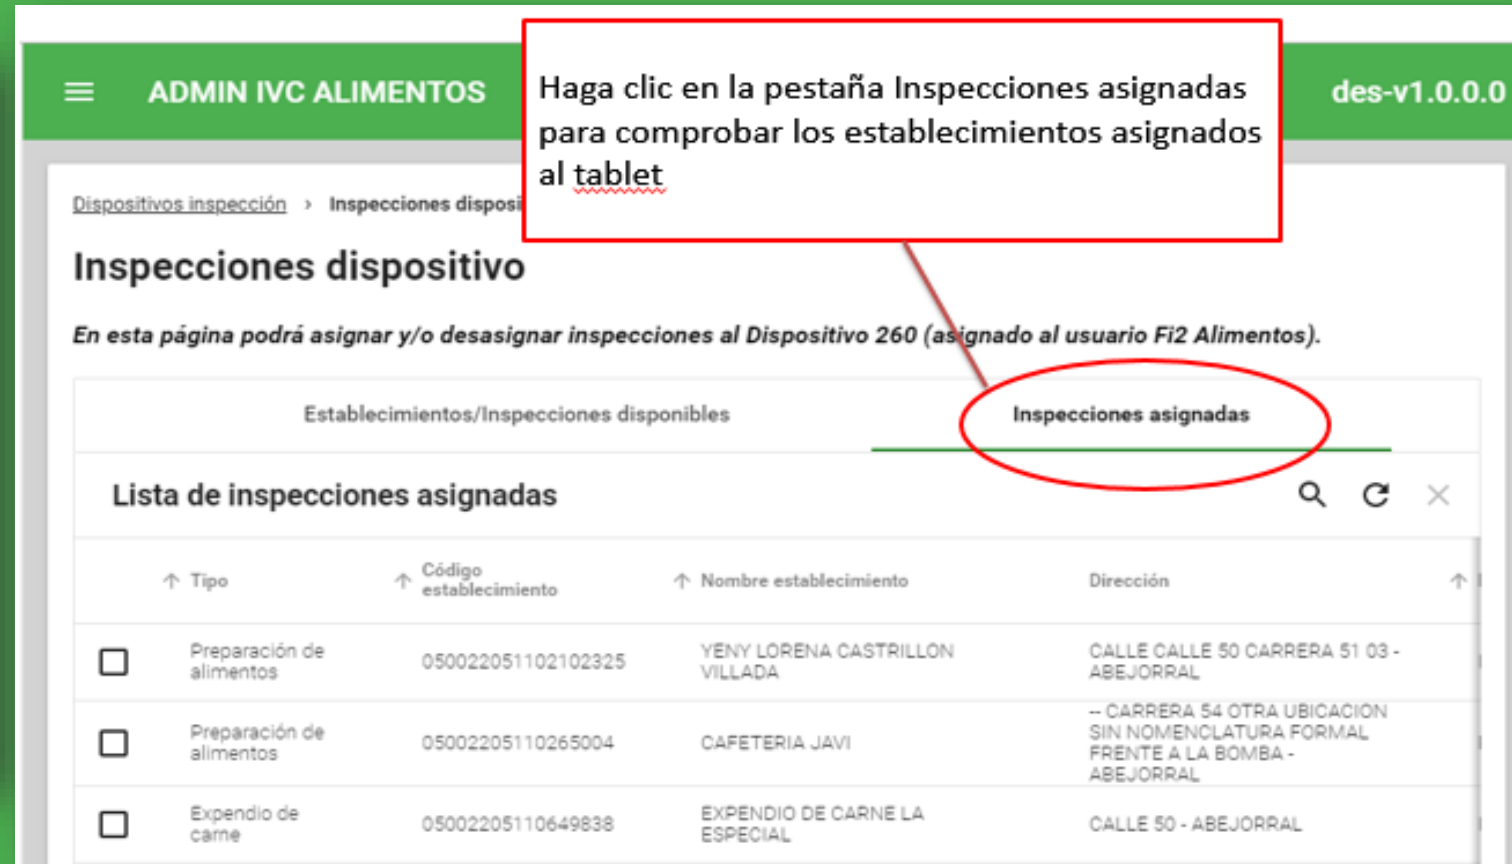 ADMIN IVC ALIMENTOS
Haga clic en la pestaña Inspecciones asignadas
para comprobar los establecimientos asignados
al tablet
des-v1.0.0.0
Dispositivos inspección › Inspecciones disposi
Inspecciones dispositivo
En esta página podrá asignar y/o desasignar inspecciones al Dispositivo 260 (asignado al usuario Fi2 Alimentos).
Establecimientos/Inspecciones disponibles
Inspecciones asignadas
Lista de inspecciones asignadas
Tipo
Código
establecimiento
Nombre establecimiento
Dirección
Preparación de
alimentos
050022051102102325
YENY LORENA CASTRILLON
VILLADA
CALLE CALLE 50 CARRERA 51 03 -
ABEJORRAL
Preparación de
alimentos
05002205110265004
CAFETERIA JAVI
-- CARRERA 54 OTRA UBICACION
SIN NOMENCLATURA FORMAL
FRENTE A LA BOMBA -
ABEJORRAL
Expendio de
carne
05002205110649838
EXPENDIO DE CARNE LA
ESPECIAL
CALLE 50 - ABEJORRAL